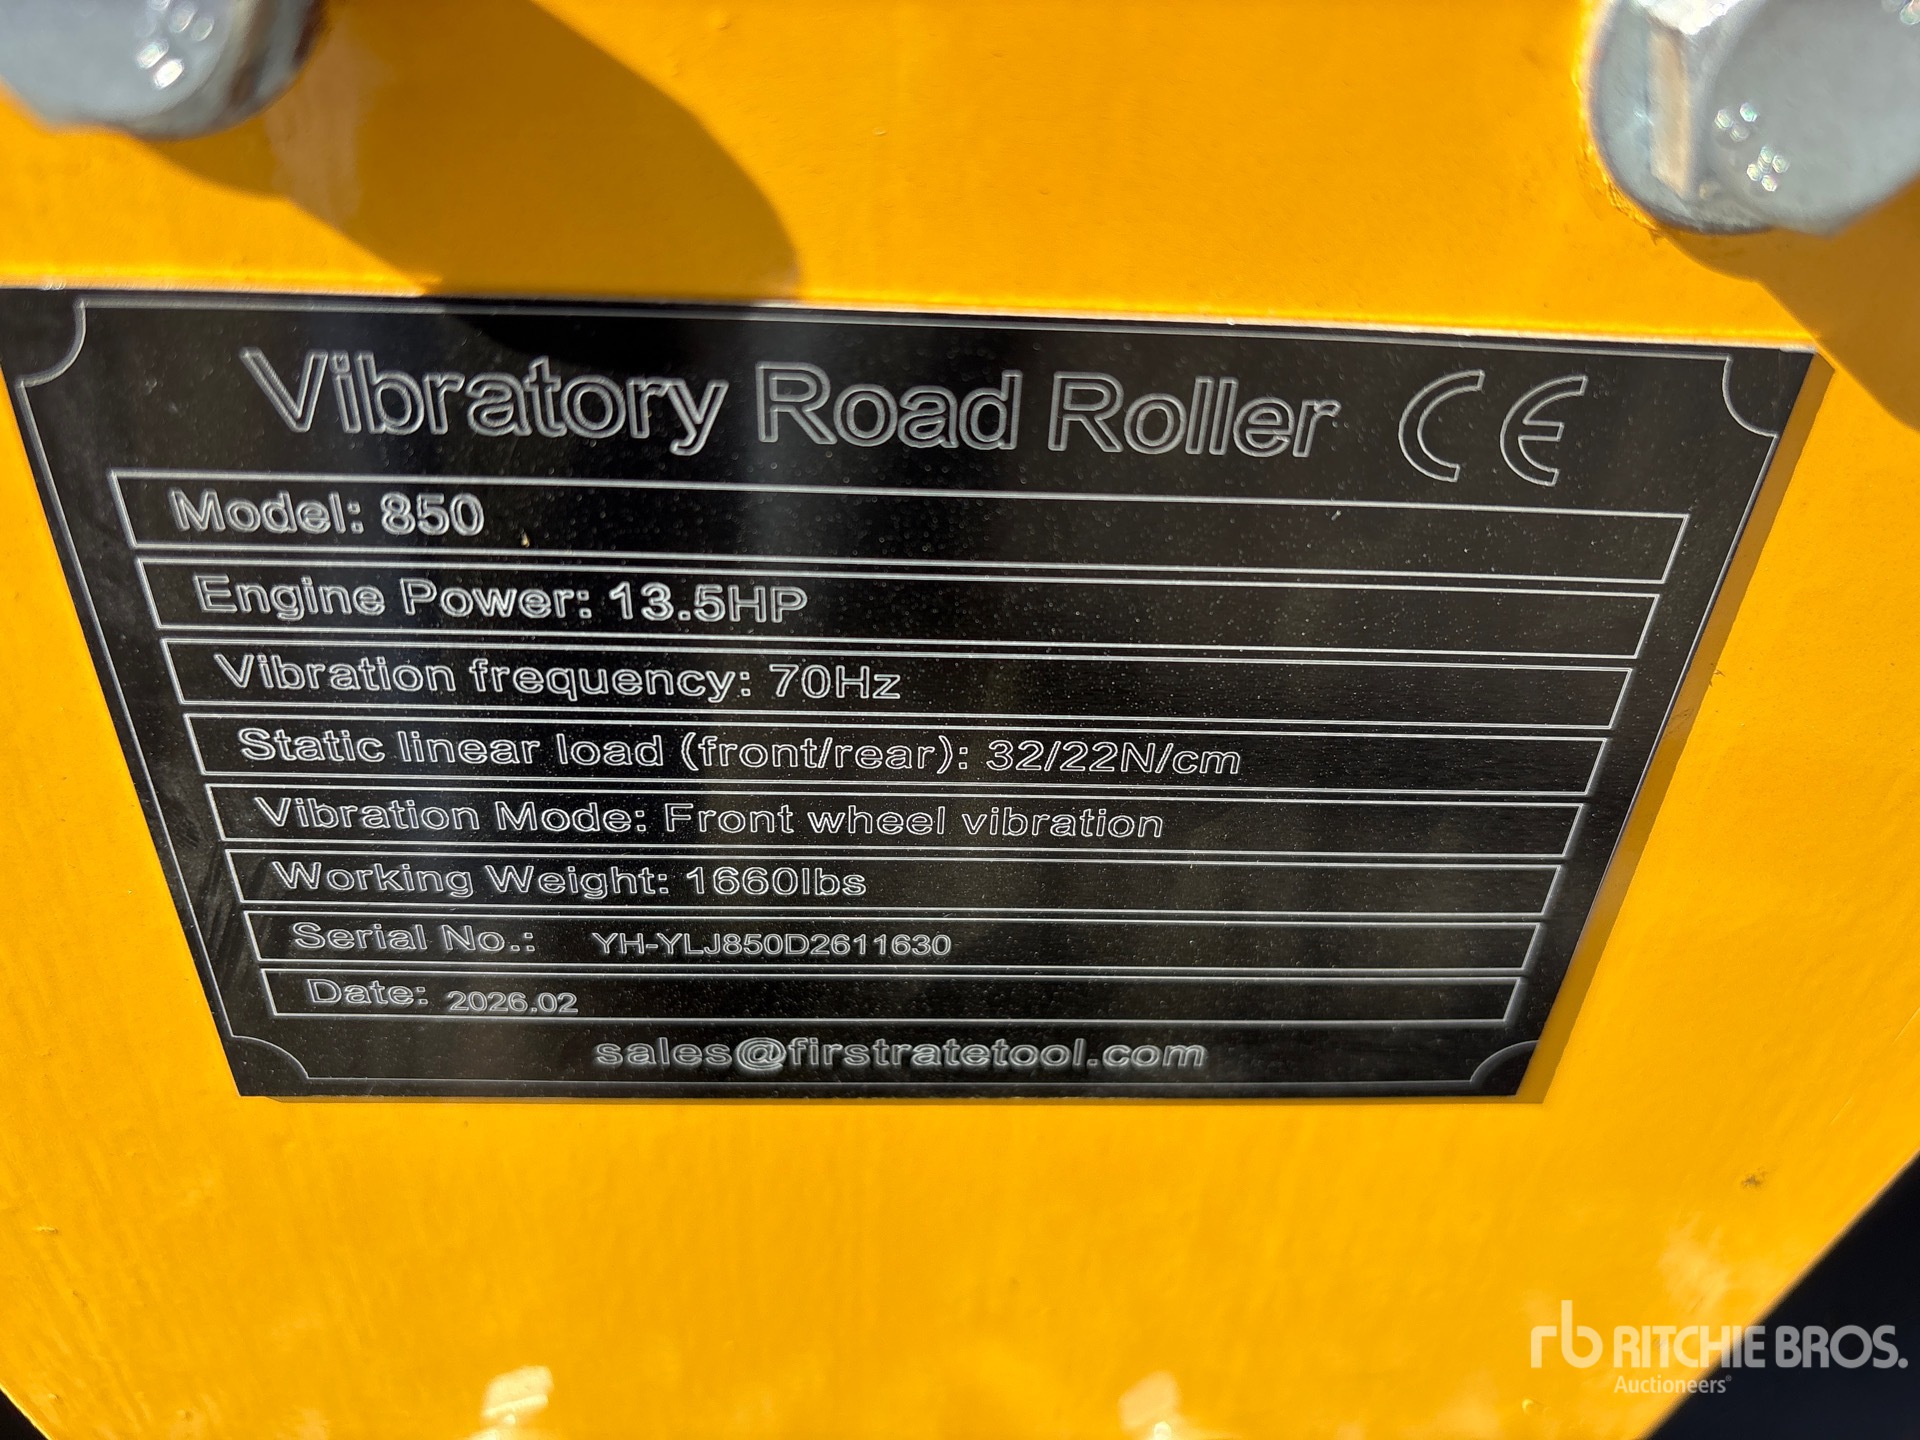 Vibratory Road Roller CE
Model: 850
Engine Power: 13.5HP
Vibration frequency: 70Hz
Static linear load (front/rear): 32/22N/cm
Vibration Mode: Front wheel vibration
Working Weight: 1660lbs
Serial No.: YH-YLJ850D2611630
Date: 2026.02
sales@firstratetool.com
rb RITCHIE BROS.
Auctioneers®